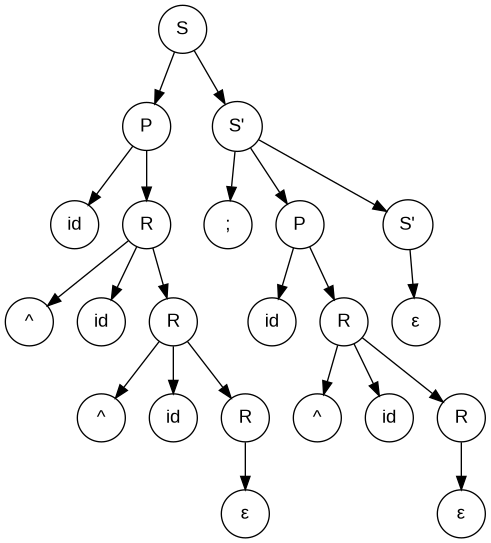 S
P S'
id R ; P S'
^ id R id R ε
^ id R ^ id R
ε ε